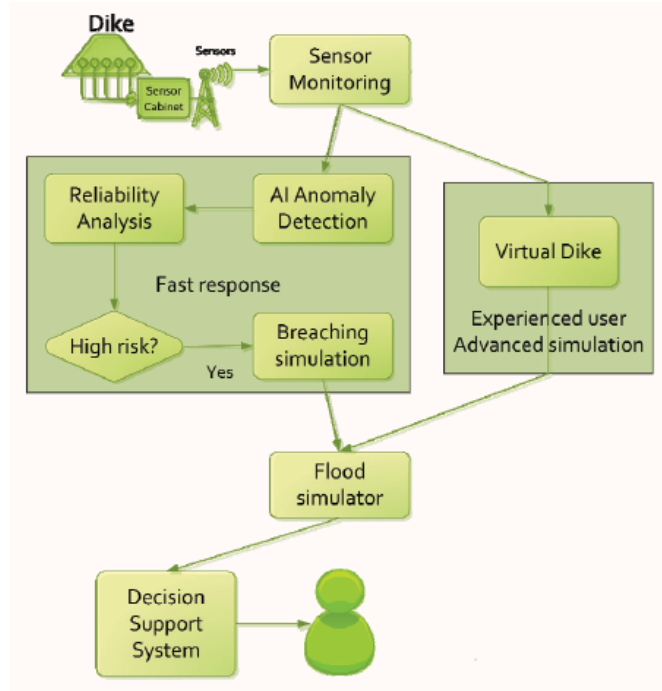 Dike
Sensors
Sensor
Cabinet
Sensor
Monitoring
Reliability
Analysis
AI Anomaly
Detection
Virtual Dike
Fast response
Experienced user
Advanced simulation
High risk?
Yes
Breaching
simulation
Flood
simulator
Decision
Support
System